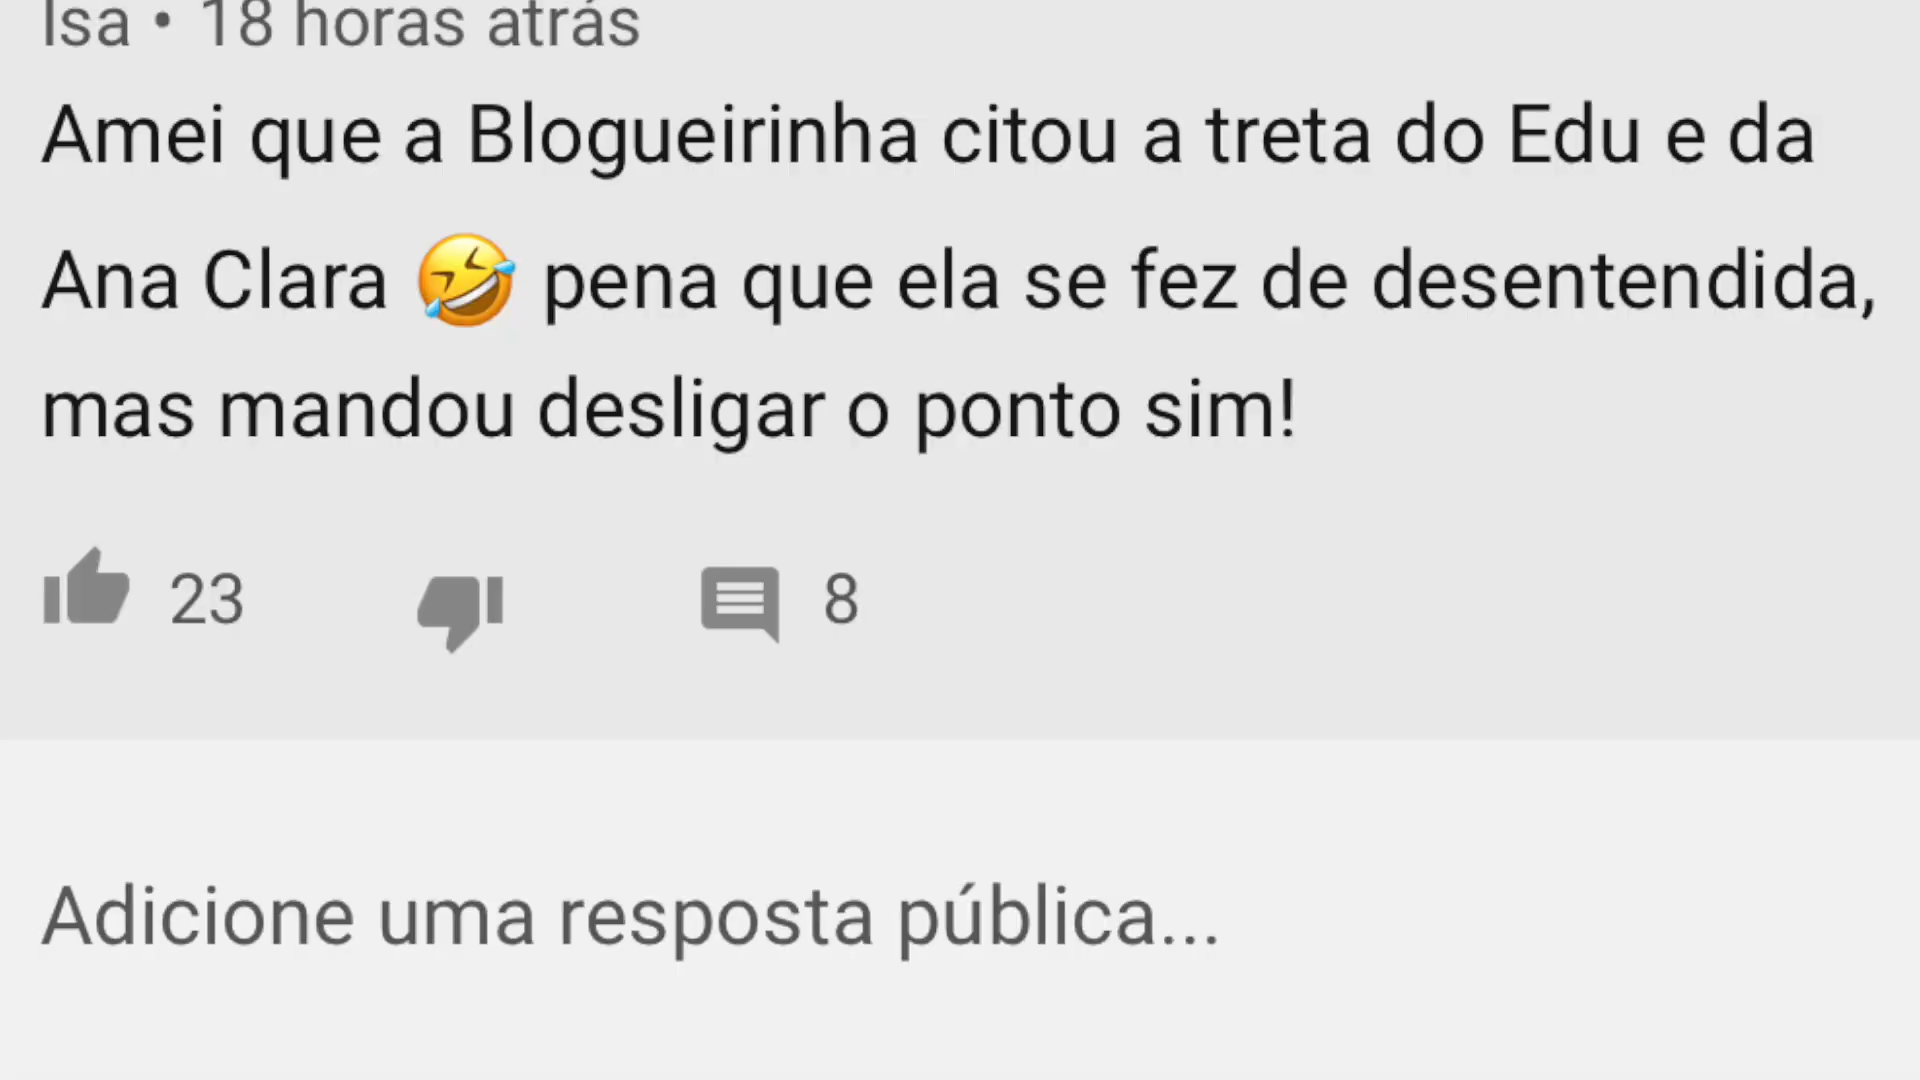 Isa • 18 horas atrás
Amei que a Blogueirinha citou a treta do Edu e da
Ana Clara 🤣 pena que ela se fez de desentendida,
mas mandou desligar o ponto sim!
23 8
Adicione uma resposta pública...